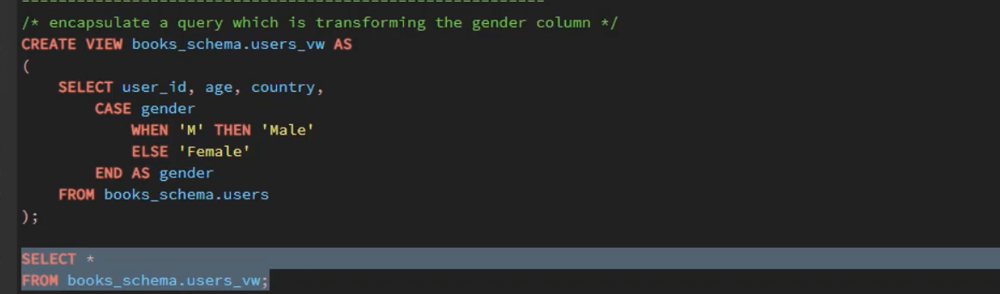 /* encapsulate a query which is transforming the gender column */
CREATE VIEW books_schema.users_vw AS
(
    SELECT user_id, age, country,
        CASE gender
            WHEN 'M' THEN 'Male'
            ELSE 'Female'
        END AS gender
    FROM books_schema.users
);

SELECT *
FROM books_schema.users_vw;